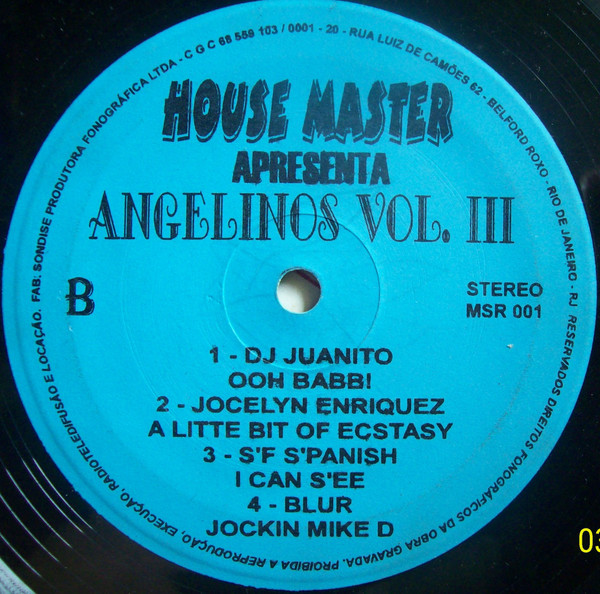 FAB: SONDISE PRODUTORA FONOGRÁFICA LTDA - C G C 68 559 103 / 0001 - 20 - RUA LUIZ DE CAMÕES 62 - BELFORD ROXO - RIO DE JANEIRO - RJ RESERVADOS DIREITOS FONOGRÁFICOS DA OBRA GRAVADA. PROIBIDA A REPRODUÇÃO, EXECUÇÃO, RADIOTELEDIFUSÃO E LOCAÇÃO.
HOUSE MASTER
APRESENTA
ANGELINOS VOL. III
B
STEREO
MSR 001
1 - DJ JUANITO
OOH BABB!
2 - JOCELYN ENRIQUEZ
A LITTE BIT OF ECSTASY
3 - S'F S'PANISH
I CAN S'EE
4 - BLUR
JOCKIN MIKE D
03